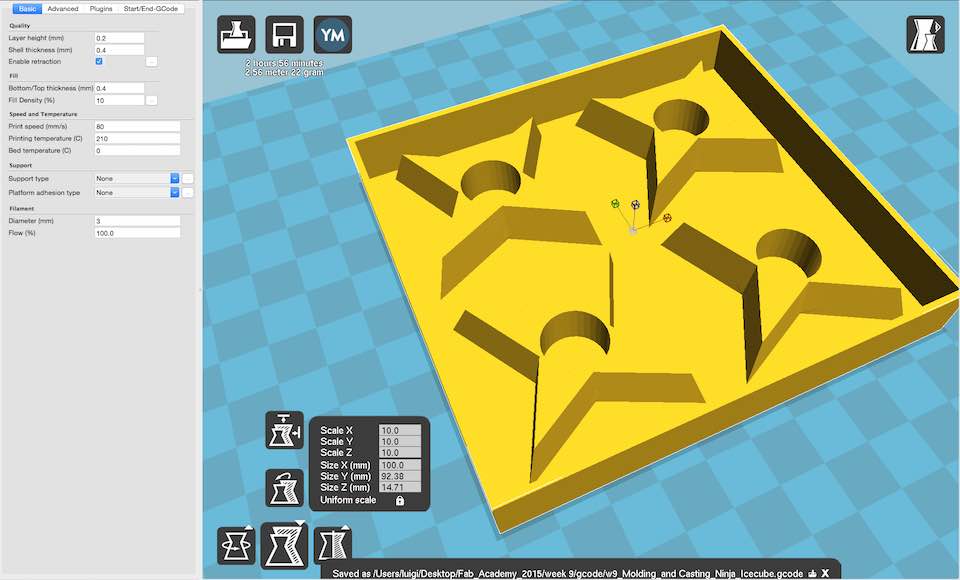 Basic Advanced Plugins Start/End-GCode
Quality
Layer height (mm) 0.2
Shell thickness (mm) 0.4
Enable retraction ...
Fill
Bottom/Top thickness (mm) 0.4
Fill Density (%) 10 ...
Speed and Temperature
Print speed (mm/s) 80
Printing temperature (C) 210
Bed temperature (C) 0
Support
Support type None ...
Platform adhesion type None ...
Filament
Diameter (mm) 3
Flow (%) 100.0
YM
2 hours 56 minutes
2.56 meter 22 gram
Scale X 10.0
Scale Y 10.0
Scale Z 10.0
Size X (mm) 100.0
Size Y (mm) 92.38
Size Z (mm) 14.71
Uniform scale
Saved as /Users/luigi/Desktop/Fab_Academy_2015/week 9/gcode/w9_Molding and Casting_Ninja_Icecube.gcode X